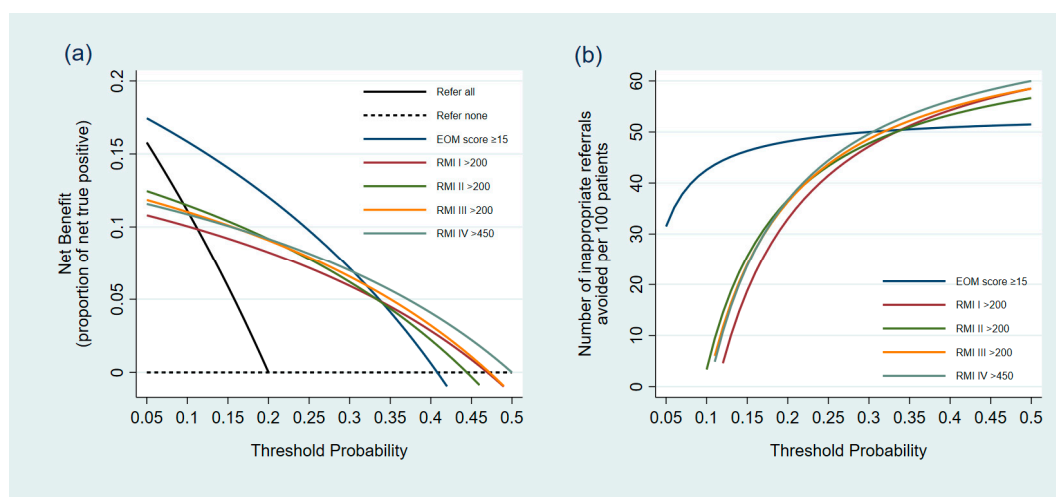 (a)
Net Benefit
(proportion of net true positive)
0.2
0.15
0.1
0.05
0
Refer all
Refer none
EOM score ≥15
RMI I >200
RMI II >200
RMI III >200
RMI IV >450
0.05 0.1 0.15 0.2 0.25 0.3 0.35 0.4 0.45 0.5
Threshold Probability
(b)
Number of inappropriate referrals
avoided per 100 patients
60
50
40
30
20
10
0
EOM score ≥15
RMI I >200
RMI II >200
RMI III >200
RMI IV >450
0.05 0.1 0.15 0.2 0.25 0.3 0.35 0.4 0.45 0.5
Threshold Probability